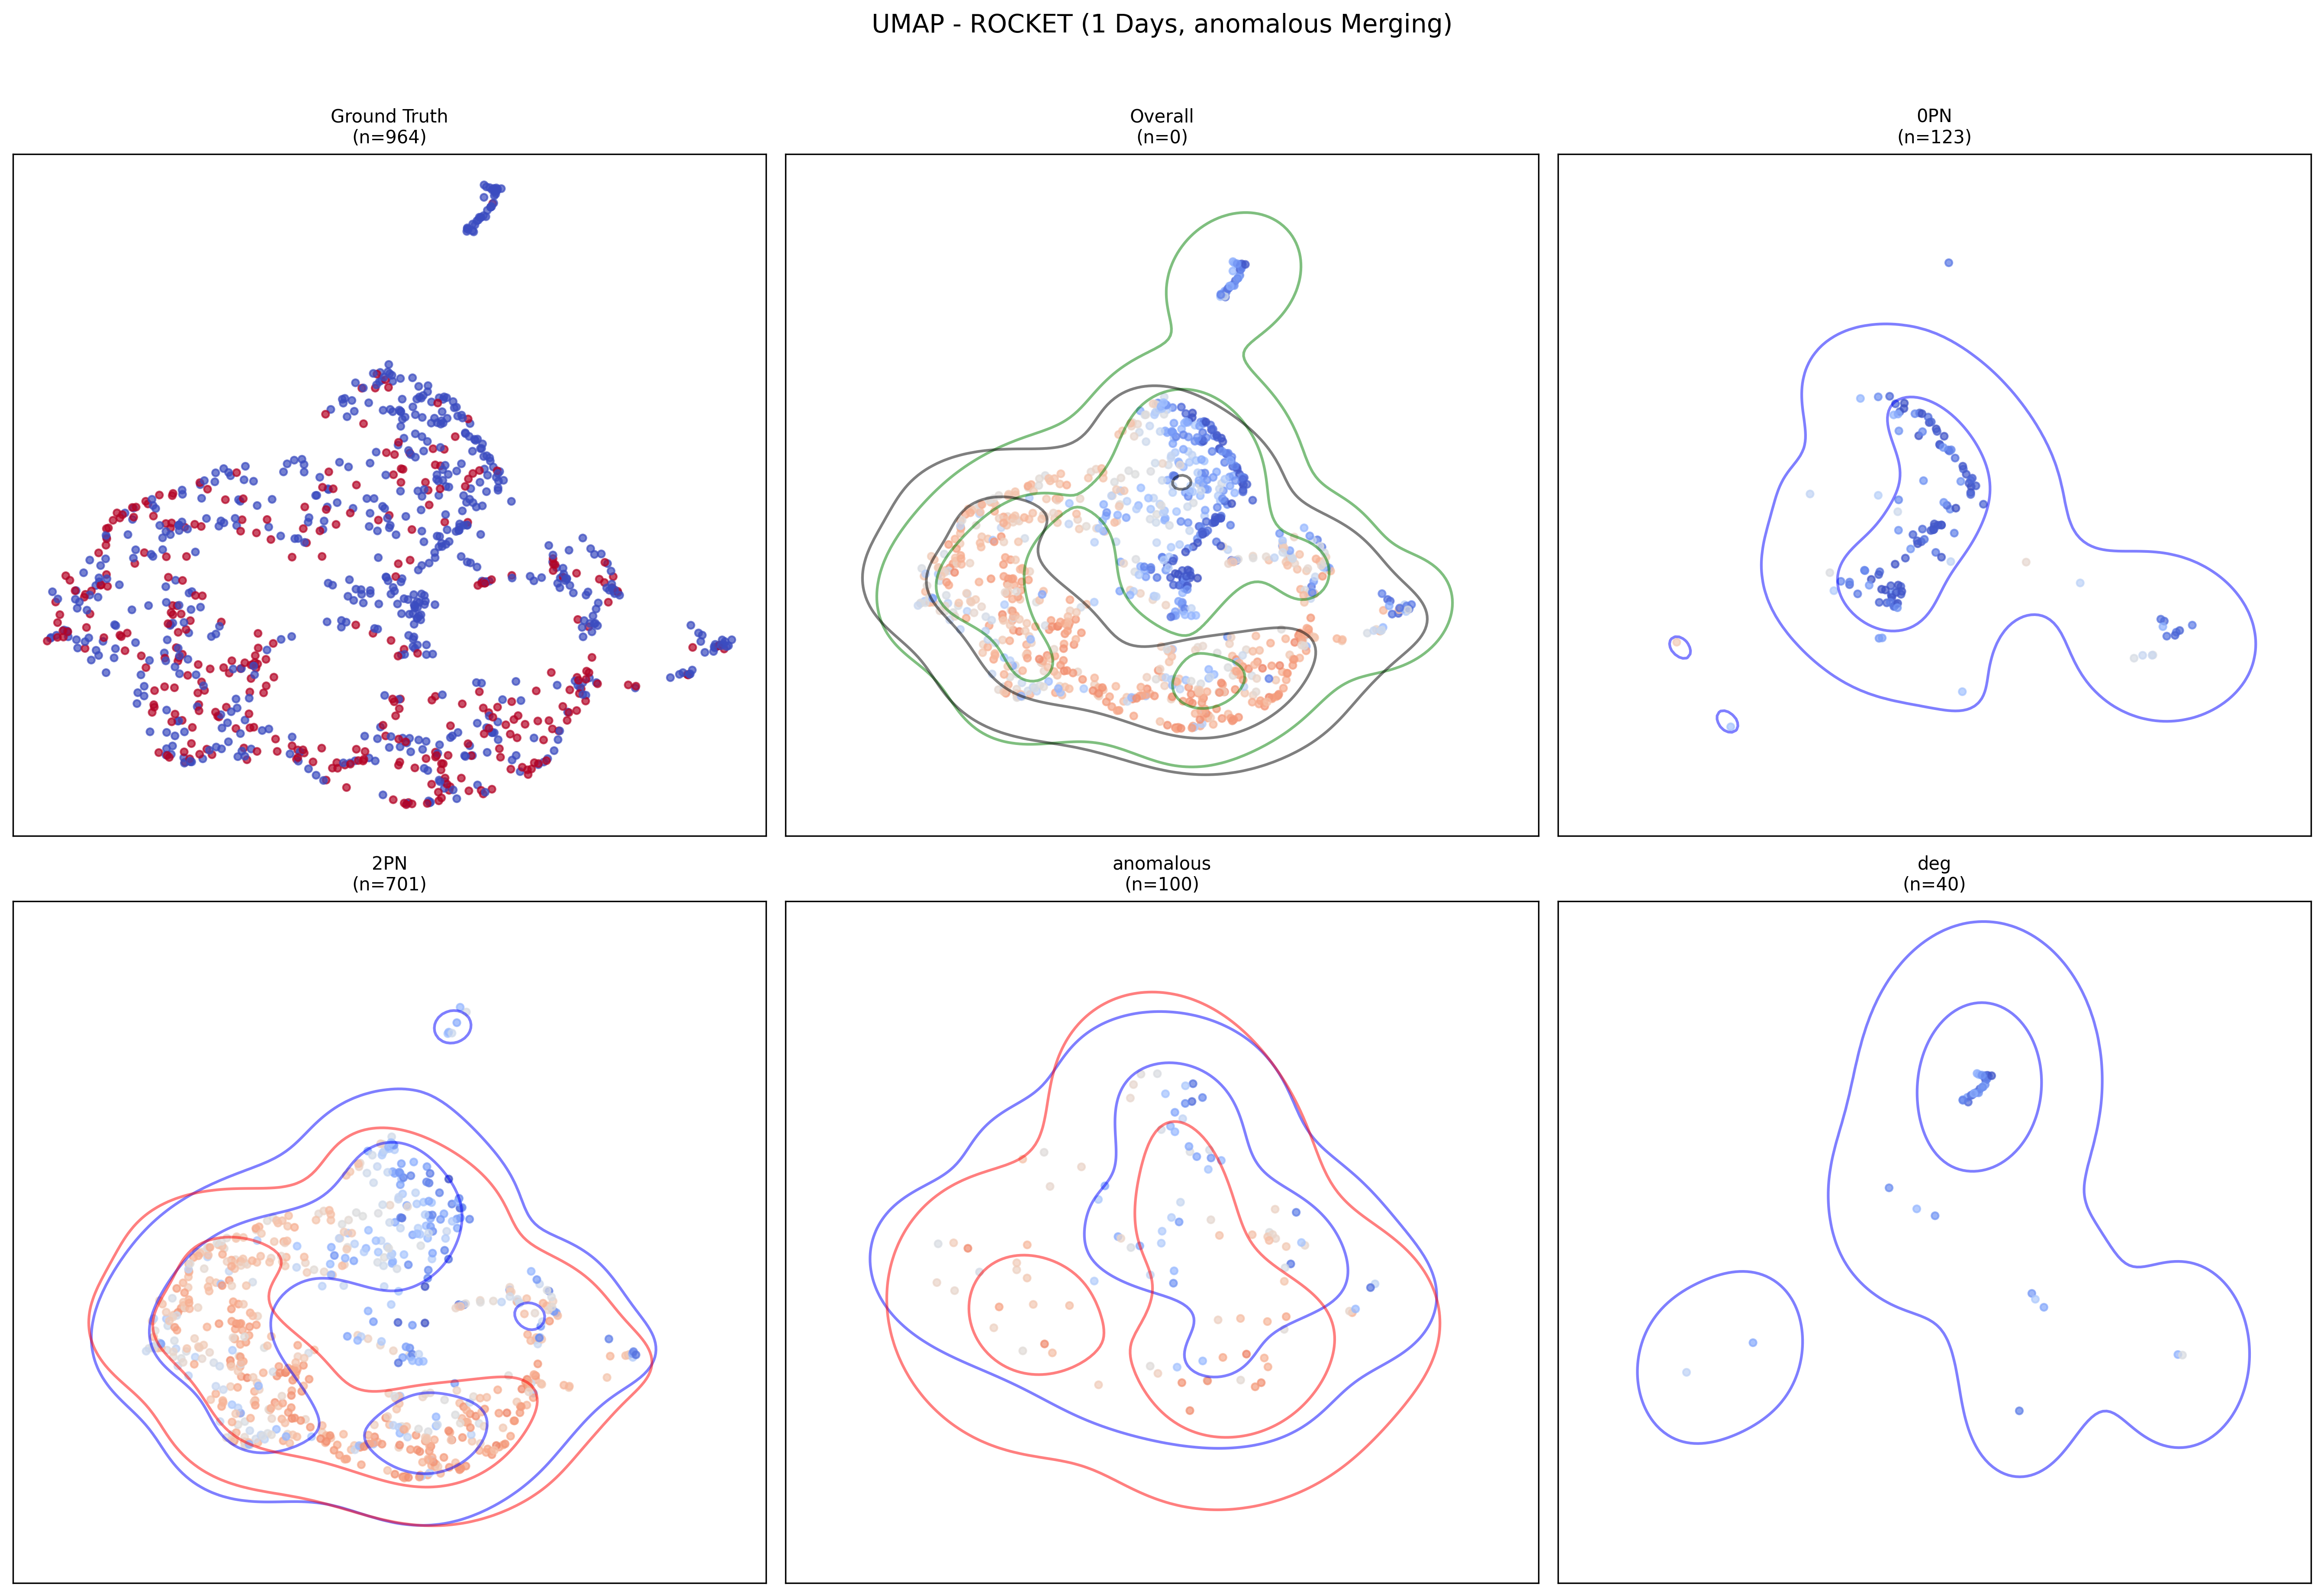 UMAP - ROCKET (1 Days, anomalous Merging)
Ground Truth
(n=964)
Overall
(n=0)
0PN
(n=123)
2PN
(n=701)
anomalous
(n=100)
deg
(n=40)